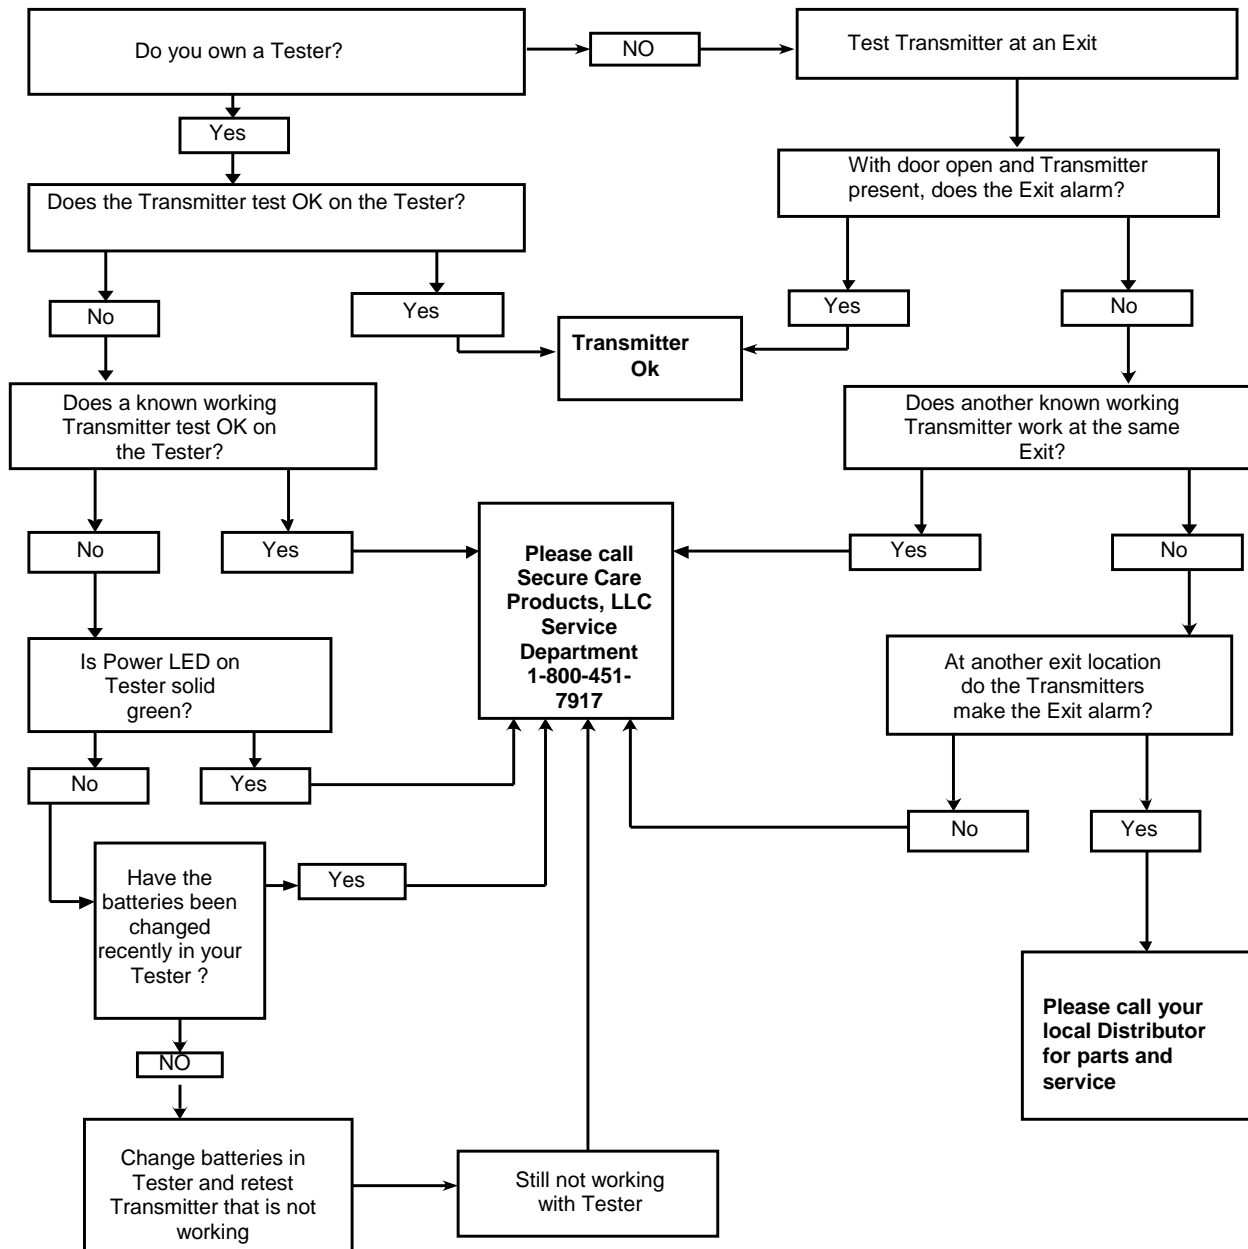 Do you own a Tester?
NO
Test Transmitter at an Exit
Yes
With door open and Transmitter
present, does the Exit alarm?
Does the Transmitter test OK on the Tester?
No
Yes
Transmitter
Ok
Yes
No
Does a known working
Transmitter test OK on
the Tester?
Does another known working
Transmitter work at the same
Exit?
No
Yes
Please call
Secure Care
Products, LLC
Service
Department
1-800-451-
7917
Yes
No
Is Power LED on
Tester solid
green?
At another exit location
do the Transmitters
make the Exit alarm?
No
Yes
No
Yes
Have the
batteries been
changed
recently in your
Tester ?
Yes
NO
Please call your
local Distributor
for parts and
service
Change batteries in
Tester and retest
Transmitter that is not
working
Still not working
with Tester